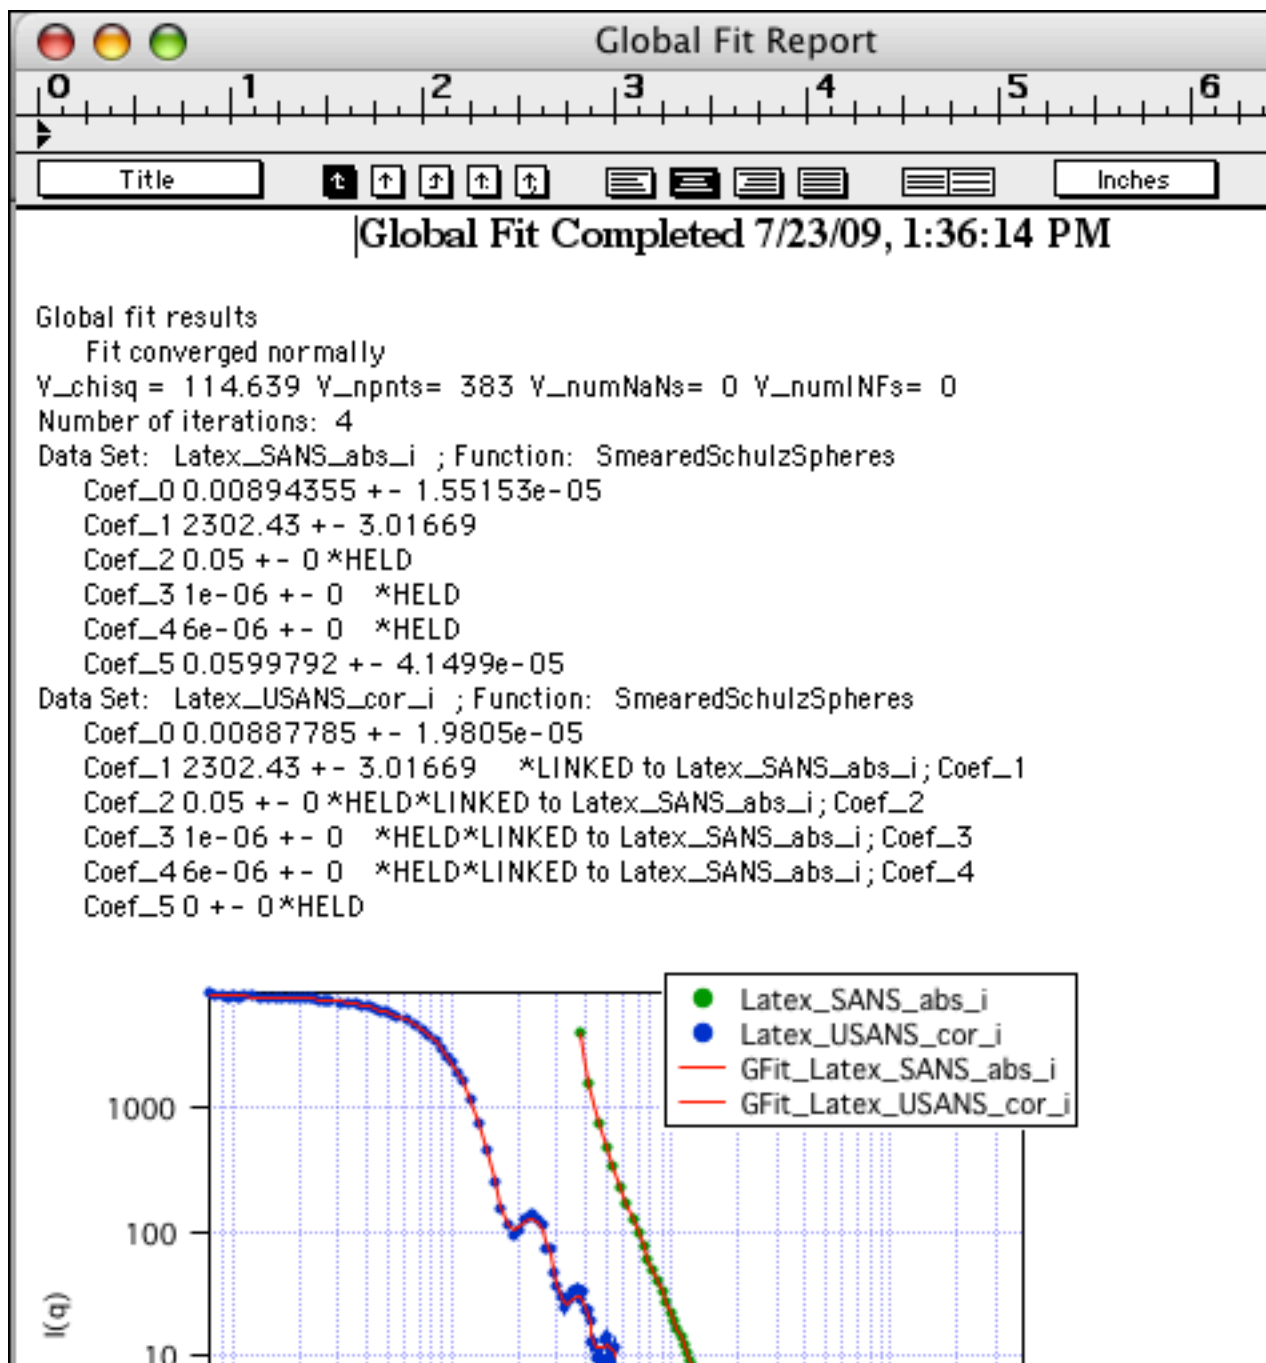 Global Fit Report
0 1 2 3 4 5 6
Title Inches
Global Fit Completed 7/23/09, 1:36:14 PM
Global fit results
Fit converged normally
V_chisq = 114.639 V_npnts= 383 V_numNaNs= 0 V_numINFs= 0
Number of iterations: 4
Data Set: Latex_SANS_abs_i ; Function: SmearedSchulzSpheres
Coef_0 0.00894355 +- 1.55153e-05
Coef_1 2302.43 +- 3.01669
Coef_2 0.05 +- 0 *HELD
Coef_3 1e-06 +- 0 *HELD
Coef_4 6e-06 +- 0 *HELD
Coef_5 0.0599792 +- 4.1499e-05
Data Set: Latex_USANS_cor_i ; Function: SmearedSchulzSpheres
Coef_0 0.00887785 +- 1.9805e-05
Coef_1 2302.43 +- 3.01669 *LINKED to Latex_SANS_abs_i; Coef_1
Coef_2 0.05 +- 0 *HELD*LINKED to Latex_SANS_abs_i; Coef_2
Coef_3 1e-06 +- 0 *HELD*LINKED to Latex_SANS_abs_i; Coef_3
Coef_4 6e-06 +- 0 *HELD*LINKED to Latex_SANS_abs_i; Coef_4
Coef_5 0 +- 0 *HELD
Latex_SANS_abs_i
Latex_USANS_cor_i
GFit_Latex_SANS_abs_i
GFit_Latex_USANS_cor_i
1000
100
10
I(q)